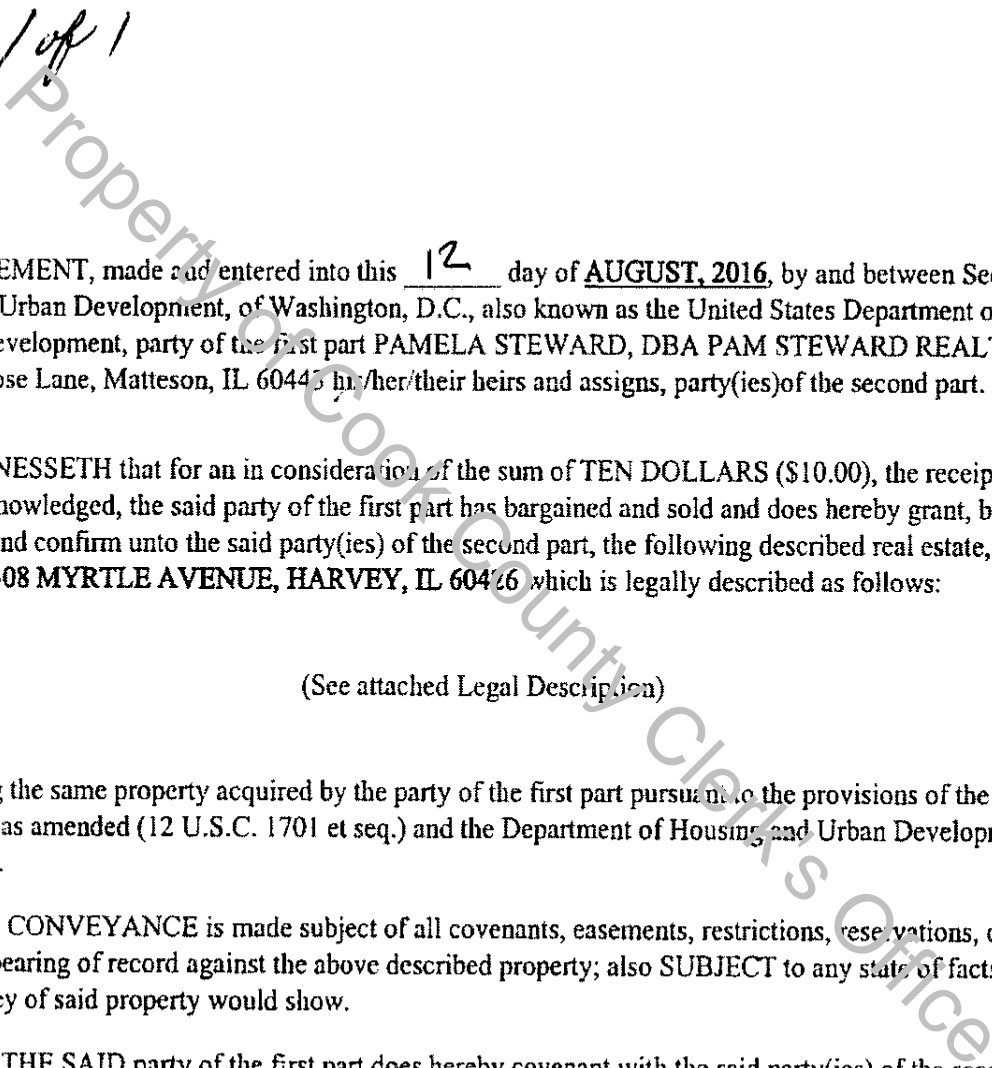 1 of 1
Property of Cook County Clerk's Office
EMENT, made and entered into this 12 day of AUGUST, 2016, by and between Sec
Urban Development, of Washington, D.C., also known as the United States Department o
evelopment, party of the first part PAMELA STEWARD, DBA PAM STEWARD REAL
ose Lane, Matteson, IL 60443 /her/their heirs and assigns, party(ies)of the second part.
NESSETH that for an in consideration of the sum of TEN DOLLARS ($10.00), the receip
nowledged, the said party of the first part has bargained and sold and does hereby grant, b
nd confirm unto the said party(ies) of the second part, the following described real estate,
08 MYRTLE AVENUE, HARVEY, IL 60426 which is legally described as follows:
(See attached Legal Description)
g the same property acquired by the party of the first part pursuant to the provisions of the
as amended (12 U.S.C. 1701 et seq.) and the Department of Housing and Urban Develop
CONVEYANCE is made subject of all covenants, easements, restrictions, reservations, c
pearing of record against the above described property; also SUBJECT to any state of facts
ey of said property would show.
THE SAID party of the first part does hereby covenant with the said party(ies) of the